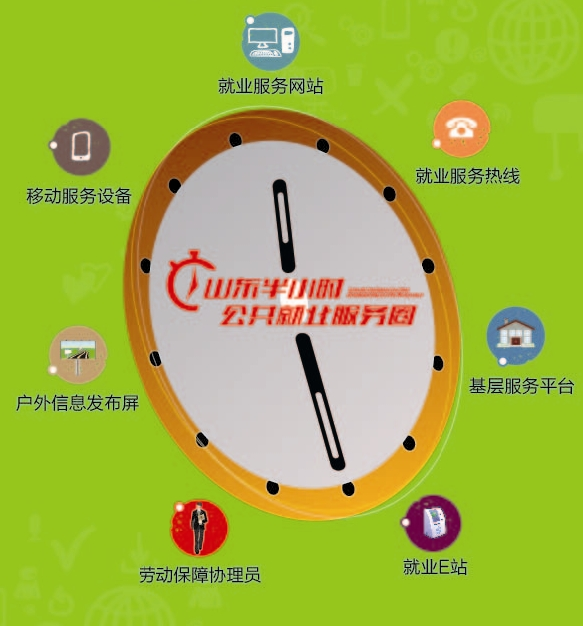 就业服务网站
就业服务热线
移动服务设备
山东半小时
公共就业服务圈
基层服务平台
户外信息发布屏
就业E站
劳动保障协理员